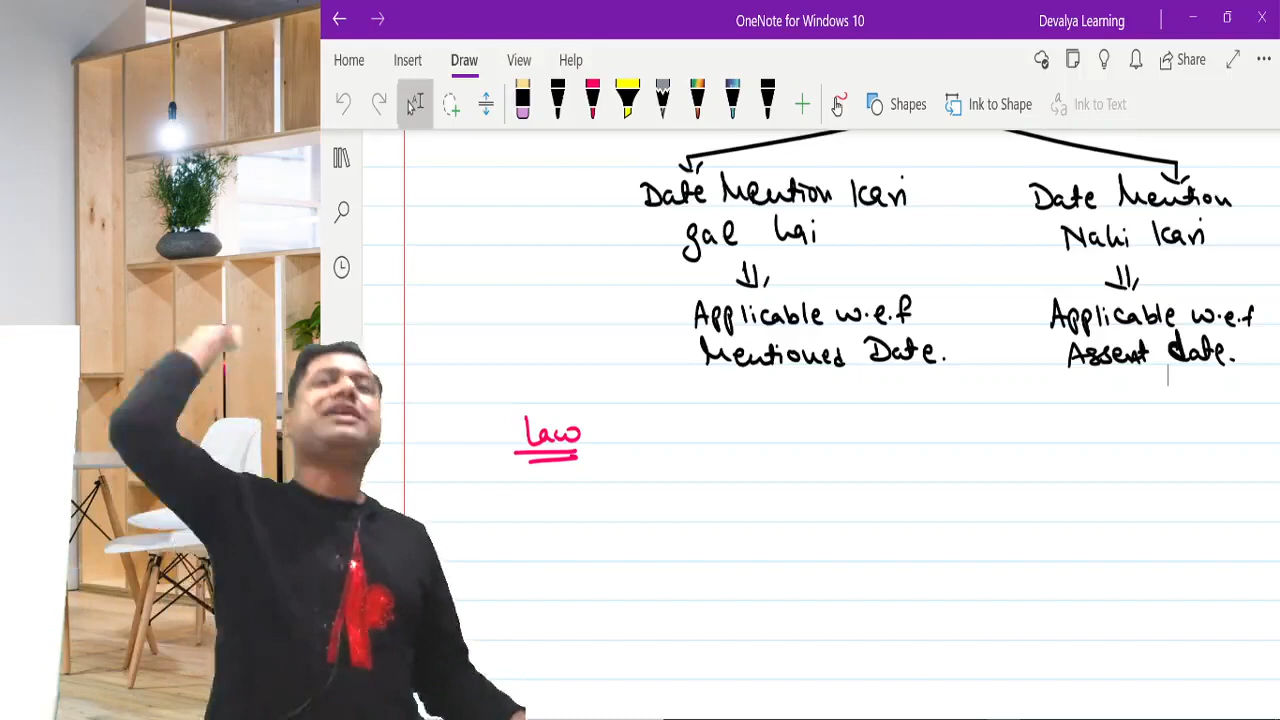 OneNote for Windows 10
Devalya Learning
Home
Insert
Draw
View
Help
Share
Shapes
Ink to Shape
Ink to Text
Date Mention Kari
gae hai
Applicable w.e.f
Mentioned Date.
Date Mention
Nahi Kari
Applicable w.e.f
Assent date.
Law